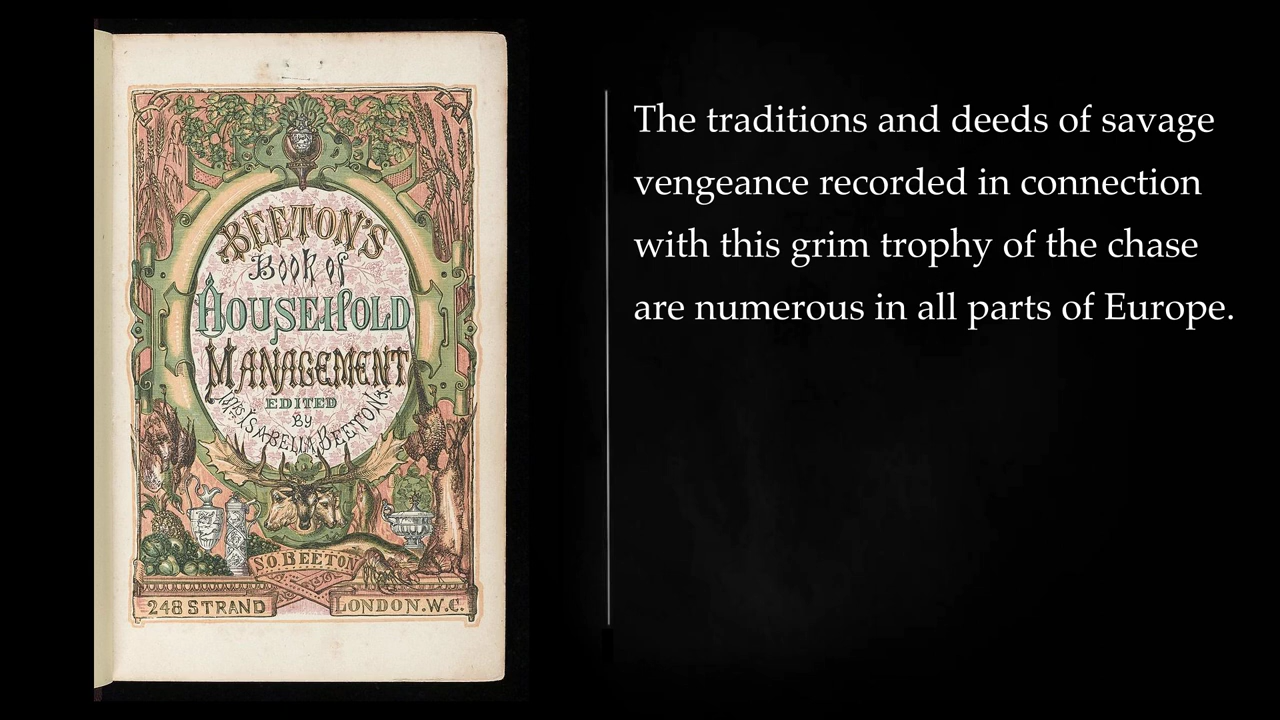 BEETON'S
Book of
HOUSEHOLD
MANAGEMENT
EDITED
BY
MRS ISABELLA BEETON
S.O. BEETON
248 STRAND
LONDON. W.C.
The traditions and deeds of savage
vengeance recorded in connection
with this grim trophy of the chase
are numerous in all parts of Europe.